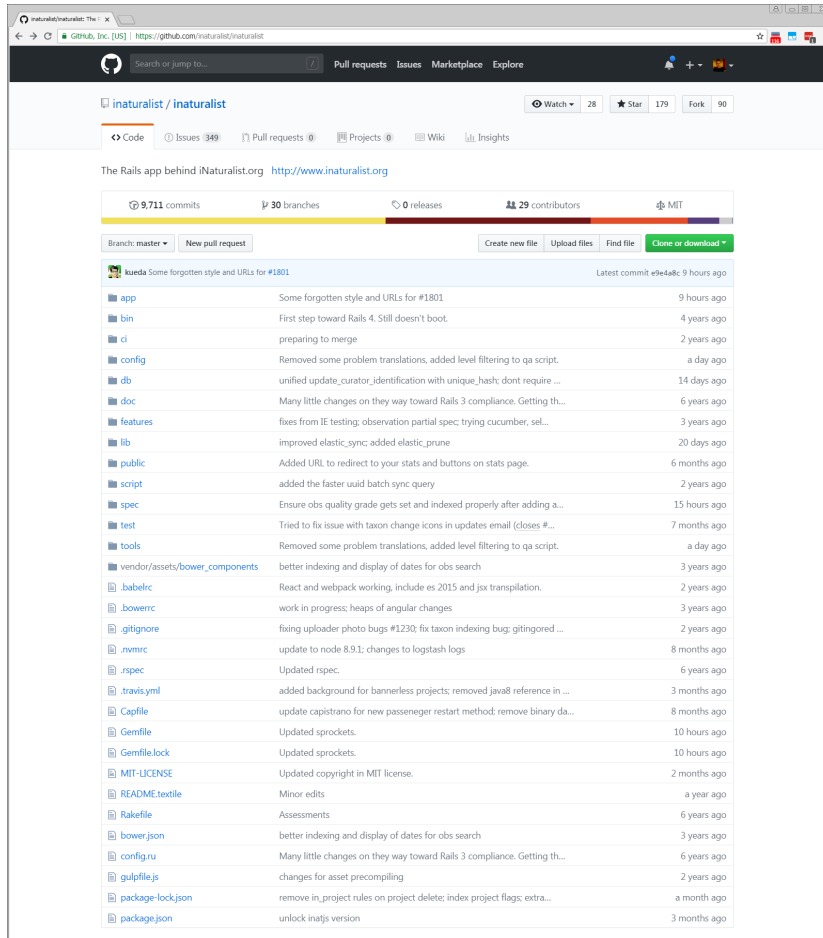 inaturalist/inaturalist: The R
GitHub, Inc. [US] | https://github.com/inaturalist/inaturalist
Search or jump to... / Pull requests Issues Marketplace Explore
inaturalist / inaturalist Watch 28 Star 179 Fork 90
Code Issues 349 Pull requests 0 Projects 0 Wiki Insights
The Rails app behind iNaturalist.org http://www.inaturalist.org
9,711 commits 30 branches 0 releases 29 contributors MIT
Branch: master New pull request Create new file Upload files Find file Clone or download
kueda Some forgotten style and URLs for #1801 Latest commit e9e4a8c 9 hours ago
app Some forgotten style and URLs for #1801 9 hours ago
bin First step toward Rails 4. Still doesn't boot. 4 years ago
ci preparing to merge 2 years ago
config Removed some problem translations, added level filtering to qa script. a day ago
db unified update_curator_identification with unique_hash; dont require ... 14 days ago
doc Many little changes on they way toward Rails 3 compliance. Getting th... 6 years ago
features fixes from IE testing; observation partial spec; trying cucumber, sel... 3 years ago
lib improved elastic_sync; added elastic_prune 20 days ago
public Added URL to redirect to your stats and buttons on stats page. 6 months ago
script added the faster uuid batch sync query 2 years ago
spec Ensure obs quality grade gets set and indexed properly after adding a... 15 hours ago
test Tried to fix issue with taxon change icons in updates email (closes #... 7 months ago
tools Removed some problem translations, added level filtering to qa script. a day ago
vendor/assets/bower_components better indexing and display of dates for obs search 3 years ago
.babelrc React and webpack working, include es 2015 and jsx transpilation. 2 years ago
.bowerrc work in progress; heaps of angular changes 3 years ago
.gitignore fixing uploader photo bugs #1230; fix taxon indexing bug; gitingored ... 2 years ago
.nvmrc update to node 8.9.1; changes to logstash logs 8 months ago
.rspec Updated rspec. 6 years ago
.travis.yml added background for bannerless projects; removed java8 reference in ... 3 months ago
Capfile update capistrano for new passeneger restart method; remove binary da... 8 months ago
Gemfile Updated sprockets. 10 hours ago
Gemfile.lock Updated sprockets. 10 hours ago
MIT-LICENSE Updated copyright in MIT license. 2 months ago
README.textile Minor edits a year ago
Rakefile Assessments 6 years ago
bower.json better indexing and display of dates for obs search 3 years ago
config.ru Many little changes on they way toward Rails 3 compliance. Getting th... 6 years ago
gulpfile.js changes for asset precompiling 2 years ago
package-lock.json remove in_project rules on project delete; index project flags; extra... a month ago
package.json unlock inatjs version 3 months ago